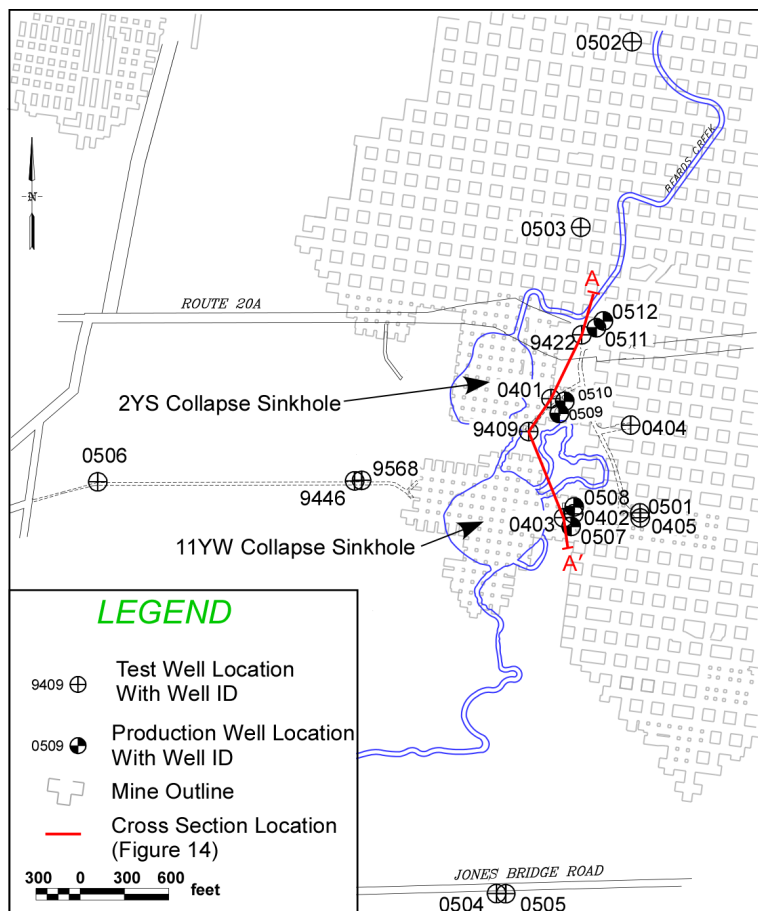 0502
BEARDS CREEK
-N-
0503
A
ROUTE 20A
0512
9422
0511
0401
0510
2YS Collapse Sinkhole
0509
9409
0404
0506
9568
9446
0508
0501
0403
0402
0405
11YW Collapse Sinkhole
0507
A'
LEGEND
9409
Test Well Location
With Well ID
0509
Production Well Location
With Well ID
Mine Outline
Cross Section Location
(Figure 14)
300 0 300 600
feet
JONES BRIDGE ROAD
0504
0505